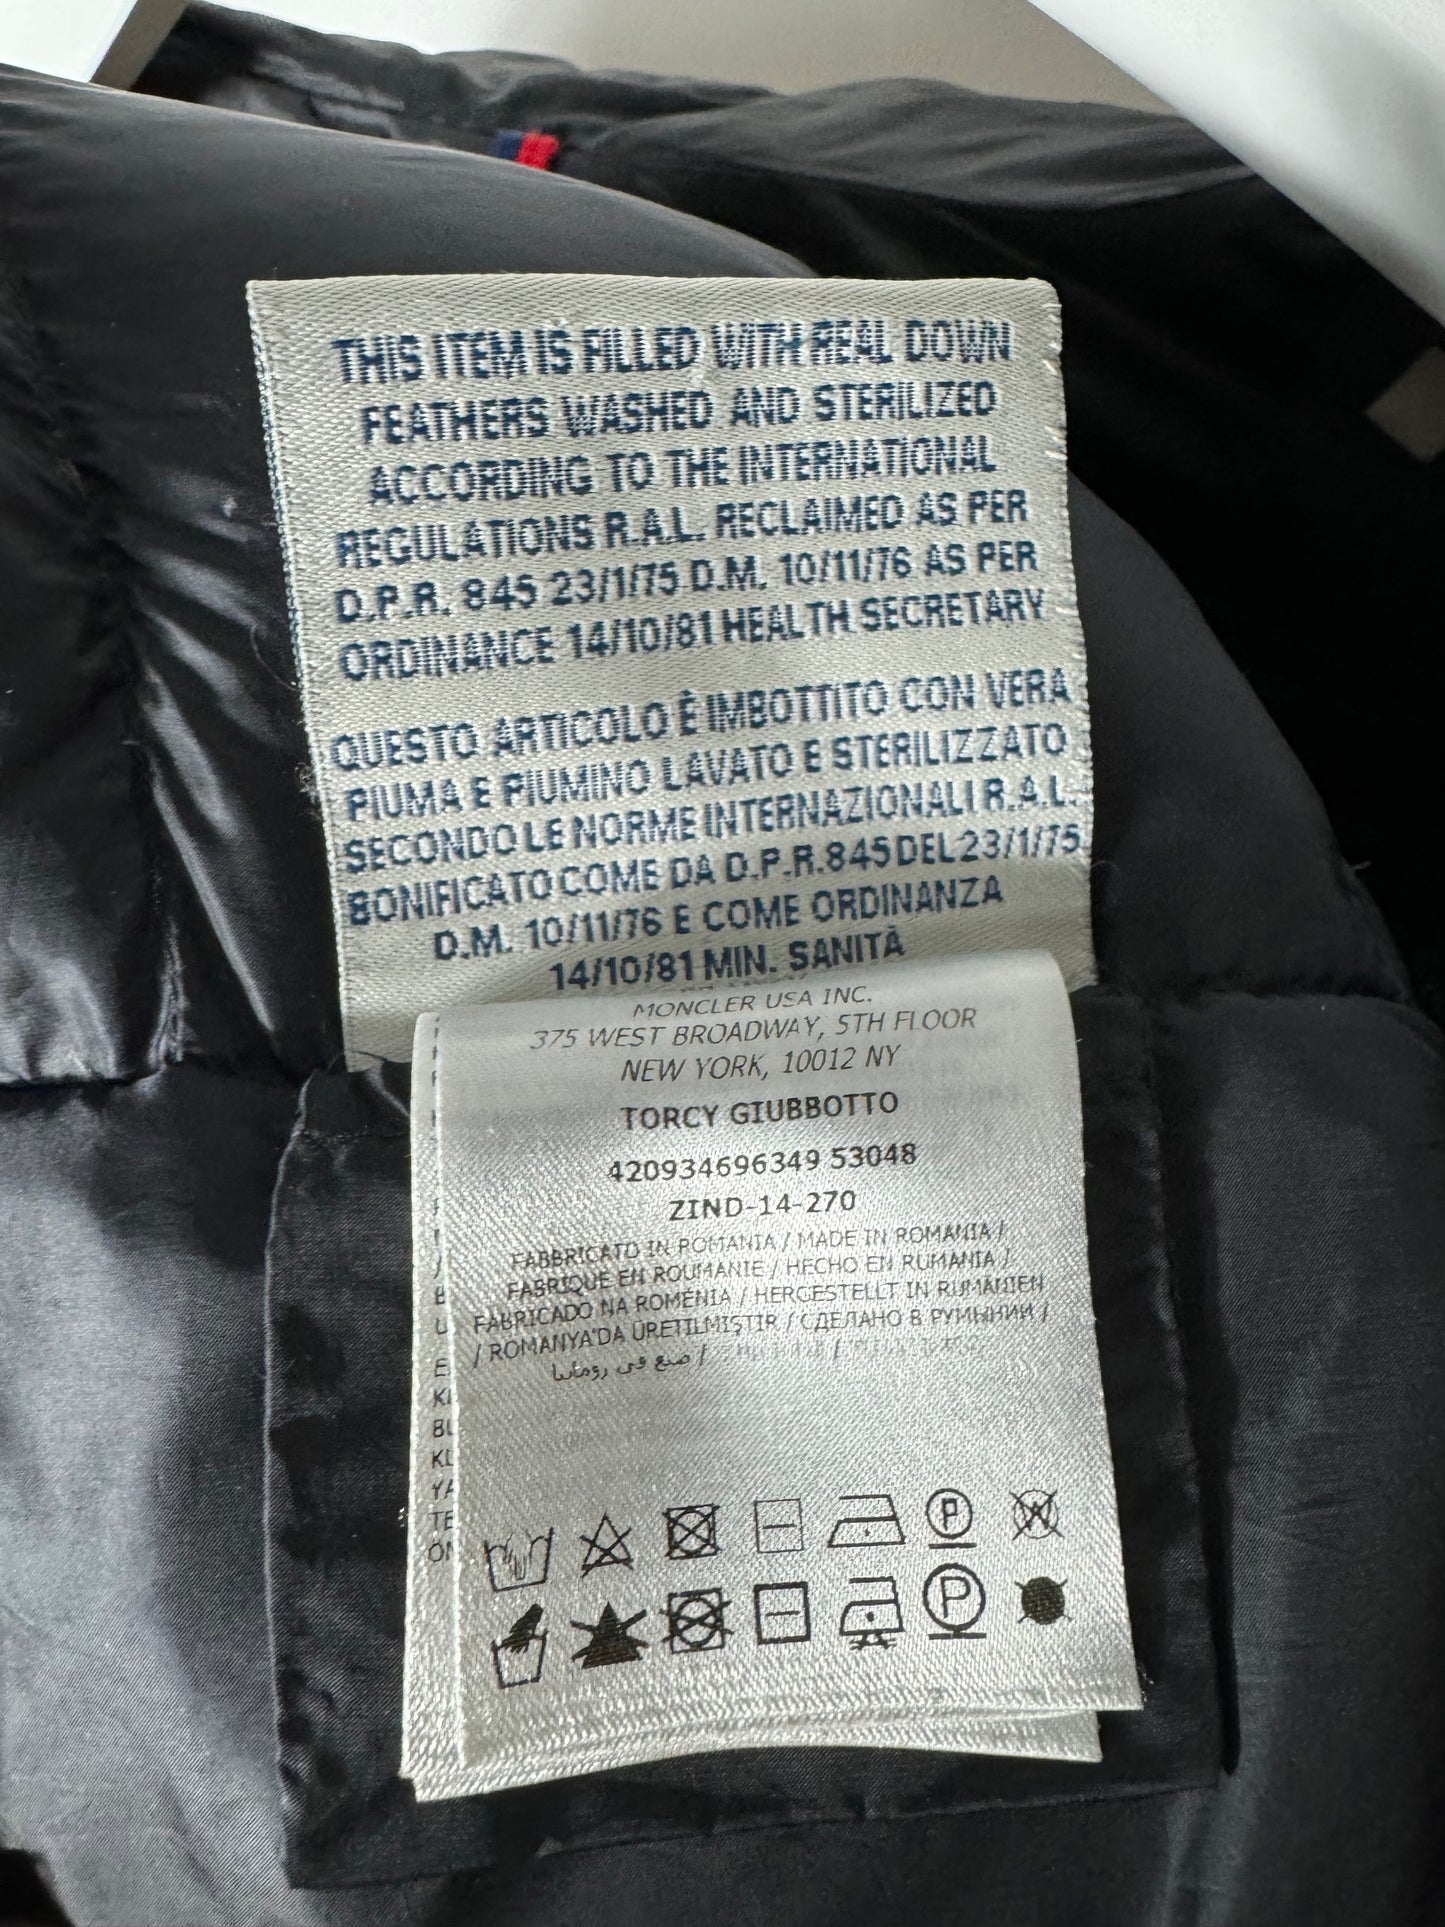 THIS ITEM IS FILLED WITH REAL DOWN
FEATHERS WASHED AND STERILIZED
ACCORDING TO THE INTERNATIONAL
REGULATIONS R.A.L. RECLAIMED AS PER
D.P.R. 845 23/1/75 D.M. 10/11/76 AS PER
ORDINANCE 14/10/81 HEALTH SECRETARY
QUESTO ARTICOLO È IMBOTTITO CON VERA
PIUMA E PIUMINO LAVATO E STERILIZZATO
SECONDO LE NORME INTERNAZIONALI R.A.L.
BONIFICATO COME DA D.P.R. 845 DEL 23/1/75
D.M. 10/11/76 E COME ORDINANZA
14/10/81 MIN. SANITÀ
MONCLER USA INC.
375 WEST BROADWAY, 5TH FLOOR
NEW YORK, 10012 NY
TORCY GIUBBOTTO
420934696349 53048
ZIND-14-270
FABBRICATO IN ROMANIA / MADE IN ROMANIA /
FABRIQUE EN ROUMANIE / HECHO EN RUMANIA /
FABRICADO NA ROMÉNIA / HERGESTELLT IN RUMÄNIEN
/ ROMANYA'DA ÜRETILMIŞTIR / СДЕЛАНО В РУМЫНИИ /
صنع في رومانيا /
P W
P